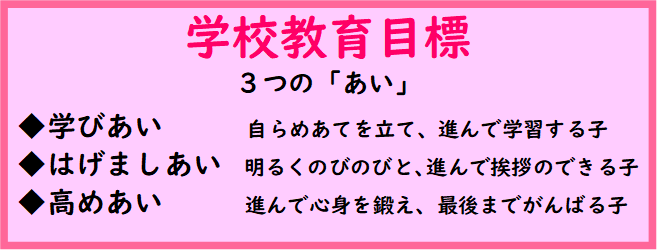 学校教育目標
３つの「あい」
◆学びあい　自らめあてを立て、進んで学習する子
◆はげましあい　明るくのびのびと、進んで挨拶のできる子
◆高めあい　進んで心身を鍛え、最後までがんばる子